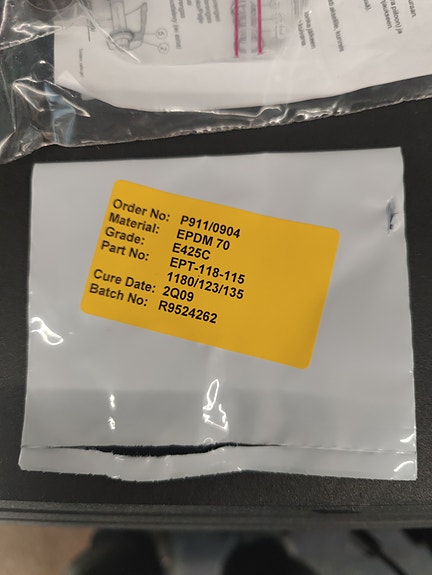 Order No: P911/0904
Material: EPDM 70
Grade: E425C
Part No: EPT-118-115
1180/123/135
Cure Date: 2Q09
Batch No: R9524262